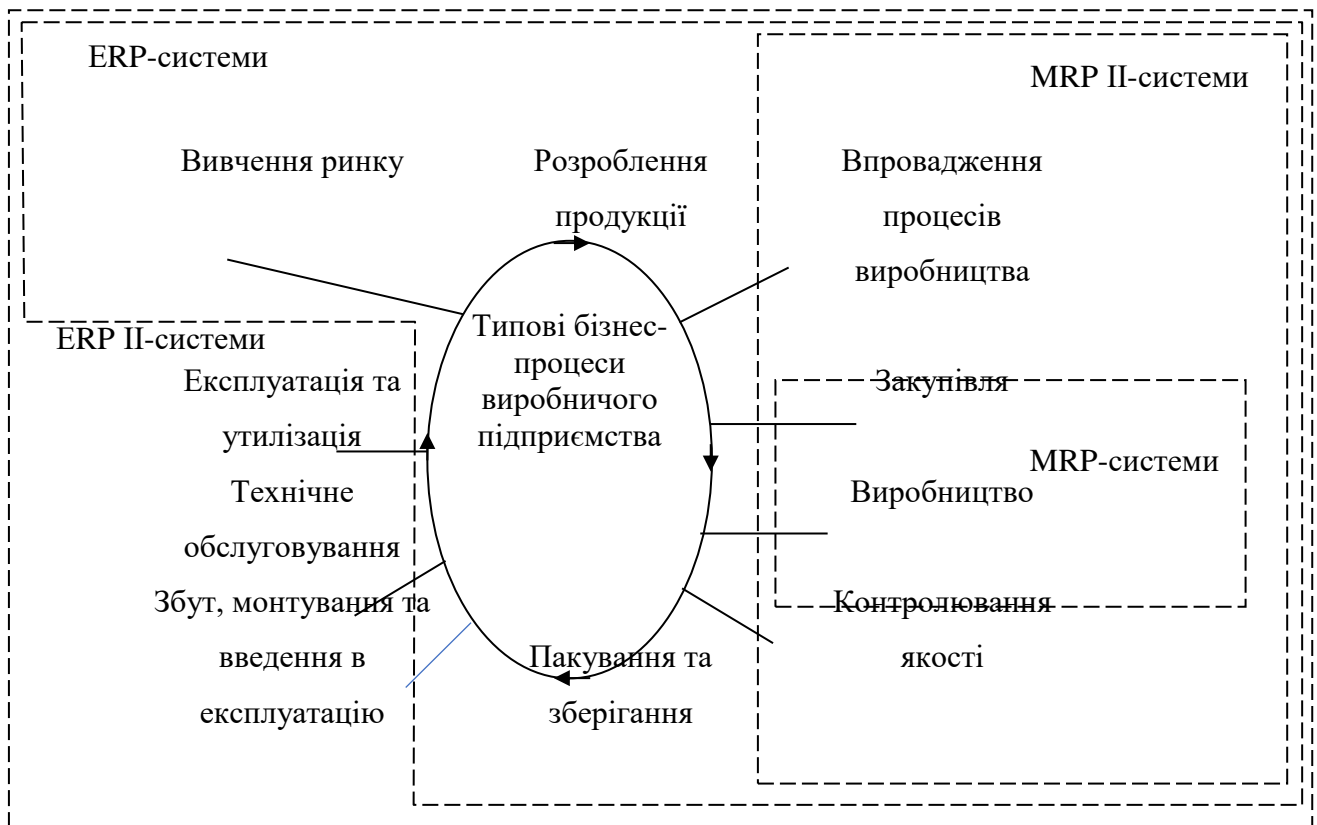 ERP-системи
MRP II-системи
Вивчення ринку
Розроблення
продукції
Впровадження
процесів
виробництва
Типові бізнес-
процеси
виробничого
підприємства
ERP II-системи
Експлуатація та
утилізація
Технічне
обслуговування
Збут, монтування та
введення в
експлуатацію
Закупівля
MRP-системи
Виробництво
Контролювання
якості
Пакування та
зберігання